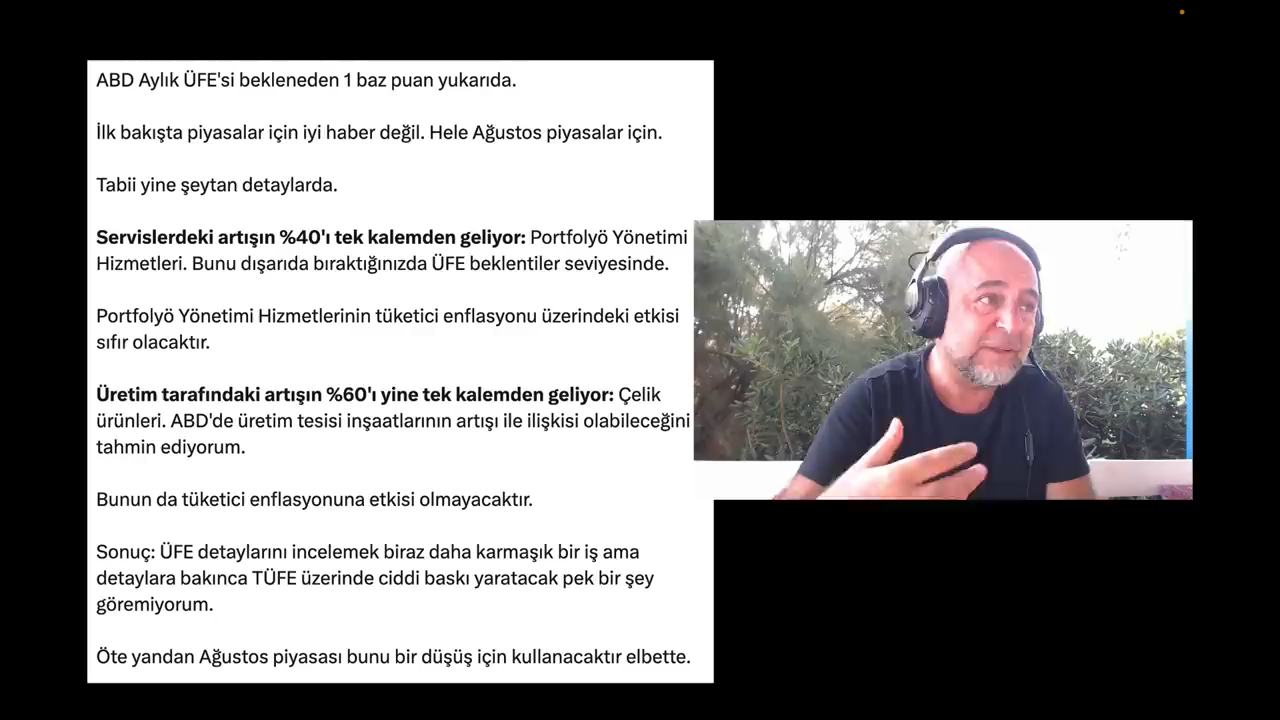 ABD Aylık ÜFE'si bekleneden 1 baz puan yukarıda.
İlk bakışta piyasalar için iyi haber değil. Hele Ağustos piyasalar için.
Tabii yine şeytan detaylarda.
Servislerdeki artışın %40'ı tek kalemden geliyor: Portfolyö Yönetimi
Hizmetleri. Bunu dışarıda bıraktığınızda ÜFE beklentiler seviyesinde.
Portfolyö Yönetimi Hizmetlerinin tüketici enflasyonu üzerindeki etkisi
sıfır olacaktır.
Üretim tarafındaki artışın %60'ı yine tek kalemden geliyor: Çelik
ürünleri. ABD'de üretim tesisi inşaatlarının artışı ile ilişkisi olabileceğini
tahmin ediyorum.
Bunun da tüketici enflasyonuna etkisi olmayacaktır.
Sonuç: ÜFE detaylarını incelemek biraz daha karmaşık bir iş ama
detaylara bakınca TÜFE üzerinde ciddi baskı yaratacak pek bir şey
göremiyorum.
Öte yandan Ağustos piyasası bunu bir düşüş için kullanacaktır elbette.